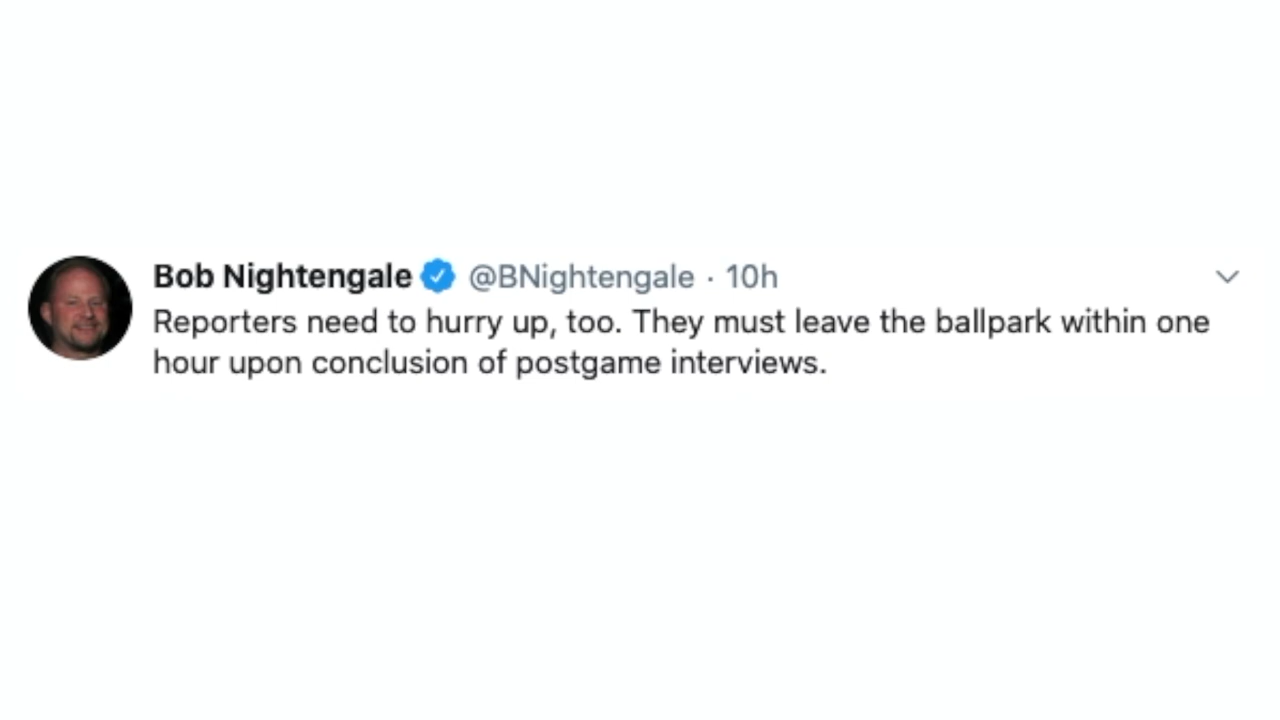 Bob Nightengale @BNightengale · 10h
Reporters need to hurry up, too. They must leave the ballpark within one
hour upon conclusion of postgame interviews.